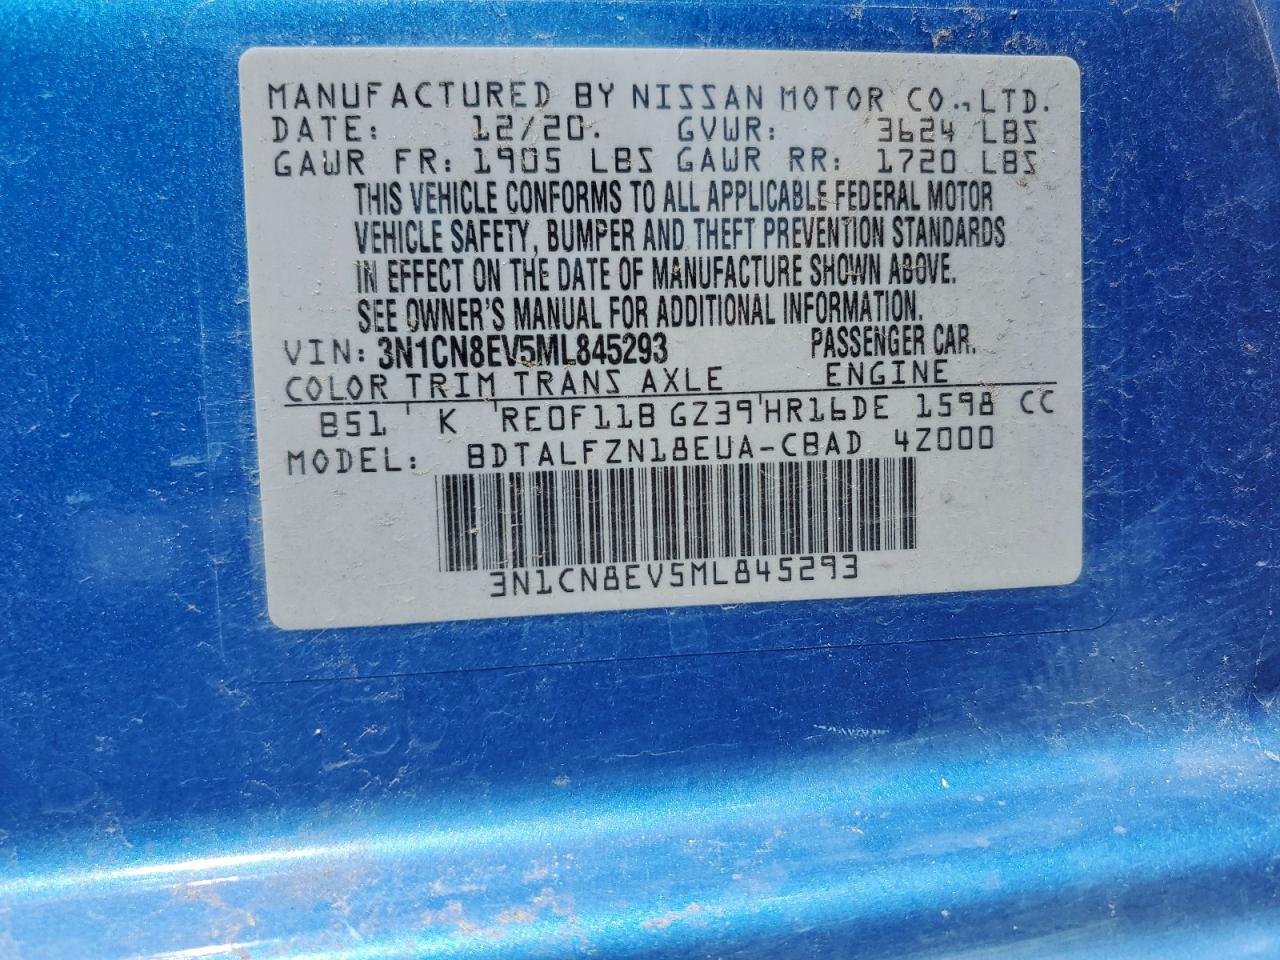 MANUFACTURED BY NISSAN MOTOR CO., LTD.
DATE: 12/20. GVWR: 3624 LBS
GAWR FR: 1905 LBS GAWR RR: 1720 LBS
THIS VEHICLE CONFORMS TO ALL APPLICABLE FEDERAL MOTOR
VEHICLE SAFETY, BUMPER AND THEFT PREVENTION STANDARDS
IN EFFECT ON THE DATE OF MANUFACTURE SHOWN ABOVE.
SEE OWNER'S MANUAL FOR ADDITIONAL INFORMATION.
VIN: 3N1CN8EV5ML845293 PASSENGER CAR.
COLOR TRIM TRANS AXLE ENGINE
B51 ' K ' RE0F11B GZ39 ' HR16DE 1598 CC
MODEL: BDTALFZN18EUA-CBAD 4Z000
3N1CN8EV5ML845293